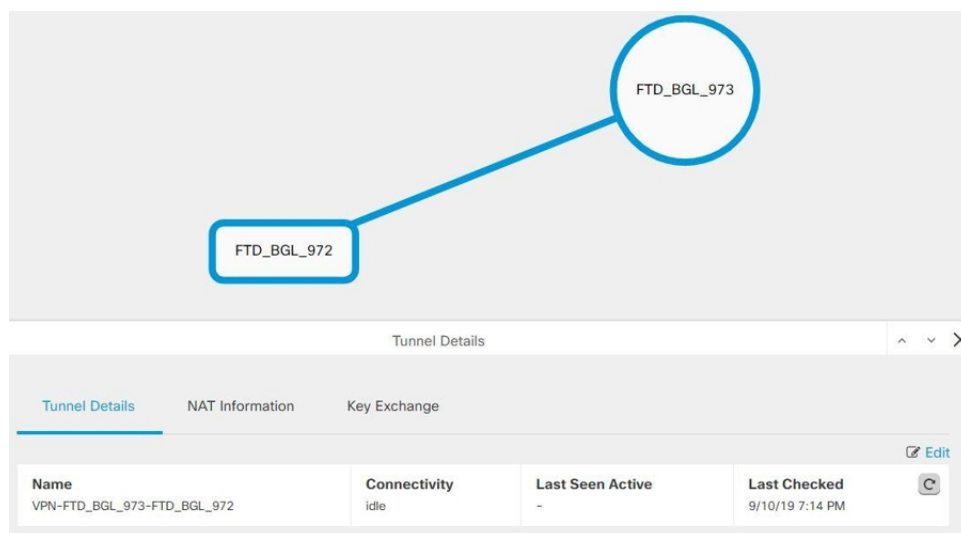 FTD_BGL_973
FTD_BGL_972
Tunnel Details
Tunnel Details NAT Information Key Exchange
Edit
Name Connectivity Last Seen Active Last Checked
VPN-FTD_BGL_973-FTD_BGL_972 idle - 9/10/19 7:14 PM